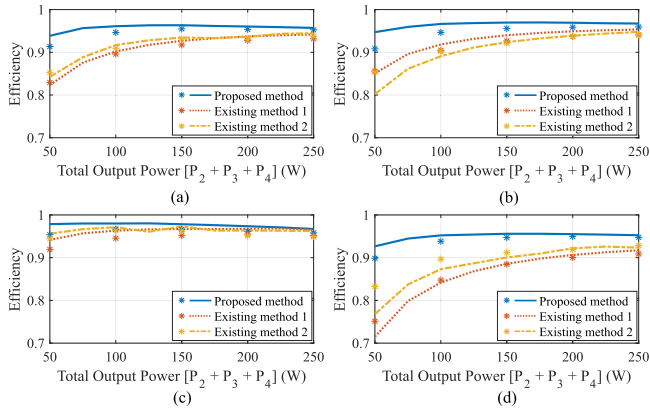 1
0.9
0.8
0.7
Efficiency
50
100
150
200
250
Total Output Power [P2 + P3 + P4] (W)
Proposed method
Existing method 1
Existing method 2
(a)
1
0.9
0.8
0.7
Efficiency
50
100
150
200
250
Total Output Power [P2 + P3 + P4] (W)
Proposed method
Existing method 1
Existing method 2
(b)
1
0.9
0.8
0.7
Efficiency
50
100
150
200
250
Total Output Power [P2 + P3 + P4] (W)
Proposed method
Existing method 1
Existing method 2
(c)
1
0.9
0.8
0.7
Efficiency
50
100
150
200
250
Total Output Power [P2 + P3 + P4] (W)
Proposed method
Existing method 1
Existing method 2
(d)